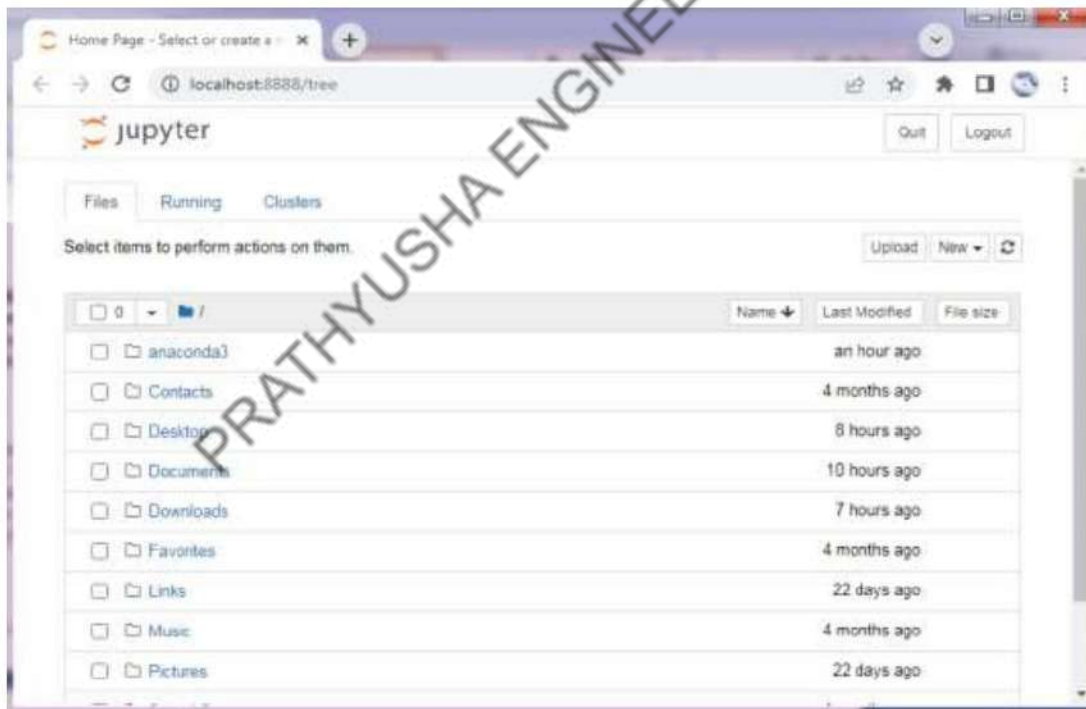 Home Page - Select or create a
localhost:8888/tree
jupyter
Quit Logout
Files Running Clusters
Select items to perform actions on them.
Upload New
0 / Name Last Modified File size
anaconda3 an hour ago
Contacts 4 months ago
Desktop 8 hours ago
Documents 10 hours ago
Downloads 7 hours ago
Favorites 4 months ago
Links 22 days ago
Music 4 months ago
Pictures 22 days ago
PRATHYUSHA